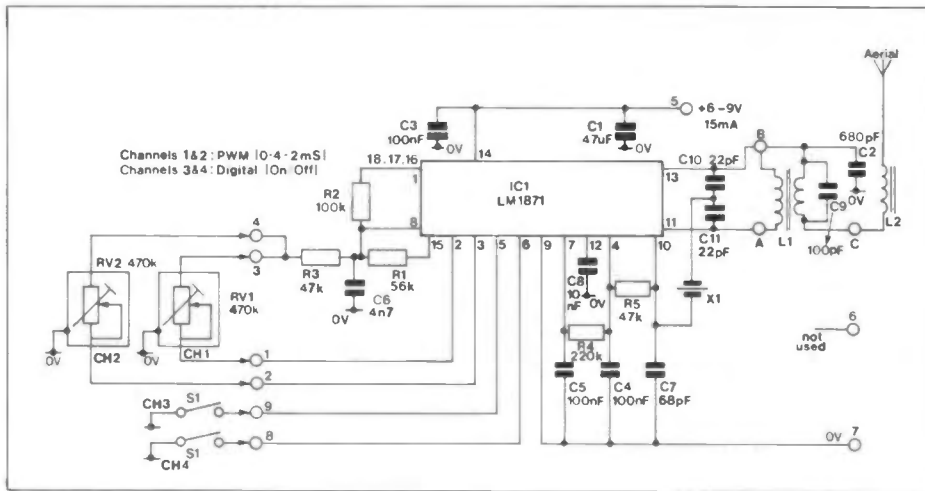 Aerial
5 +6-9V
15mA
C3
100nF
0V
C1
47uF
0V
14
B
680pF
C2
0V
Channels 1&2: PWM |0·4-2mS|
Channels 3&4: Digital |On Off|
18.17.16
1
R2
100k
8
IC1
LM1871
13
11
C10 22pF
C11
22pF
A
L1
C9
100pF
C
L2
4
3
RV2 470k
RV1
470k
R3
47k
R1
56k
C6
4n7
0V
15
2
3
5
6
9
7
12
4
10
C8
10
nF
0V
R5
47k
R4
220k
X1
6
not
used
0V
CH2
0V
CH1
1
2
C5
100nF
C4
100nF
C7
68pF
CH3
S1
9
CH4
S1
8
0V
7